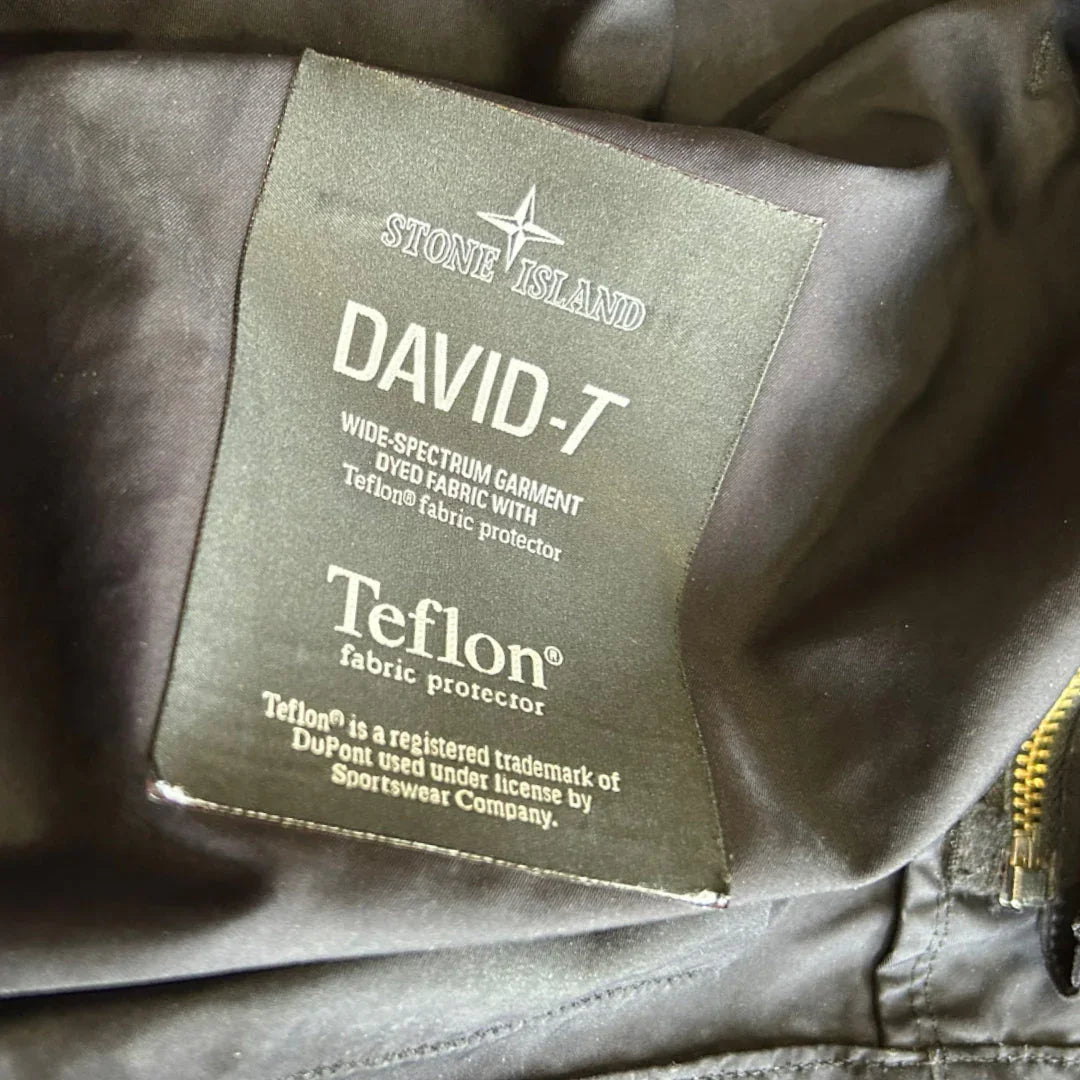 STONE ISLAND
DAVID-T
WIDE-SPECTRUM GARMENT
DYED FABRIC WITH
Teflon® fabric protector
Teflon®
fabric protector
Teflon® is a registered trademark of
DuPont used under license by
Sportswear Company.